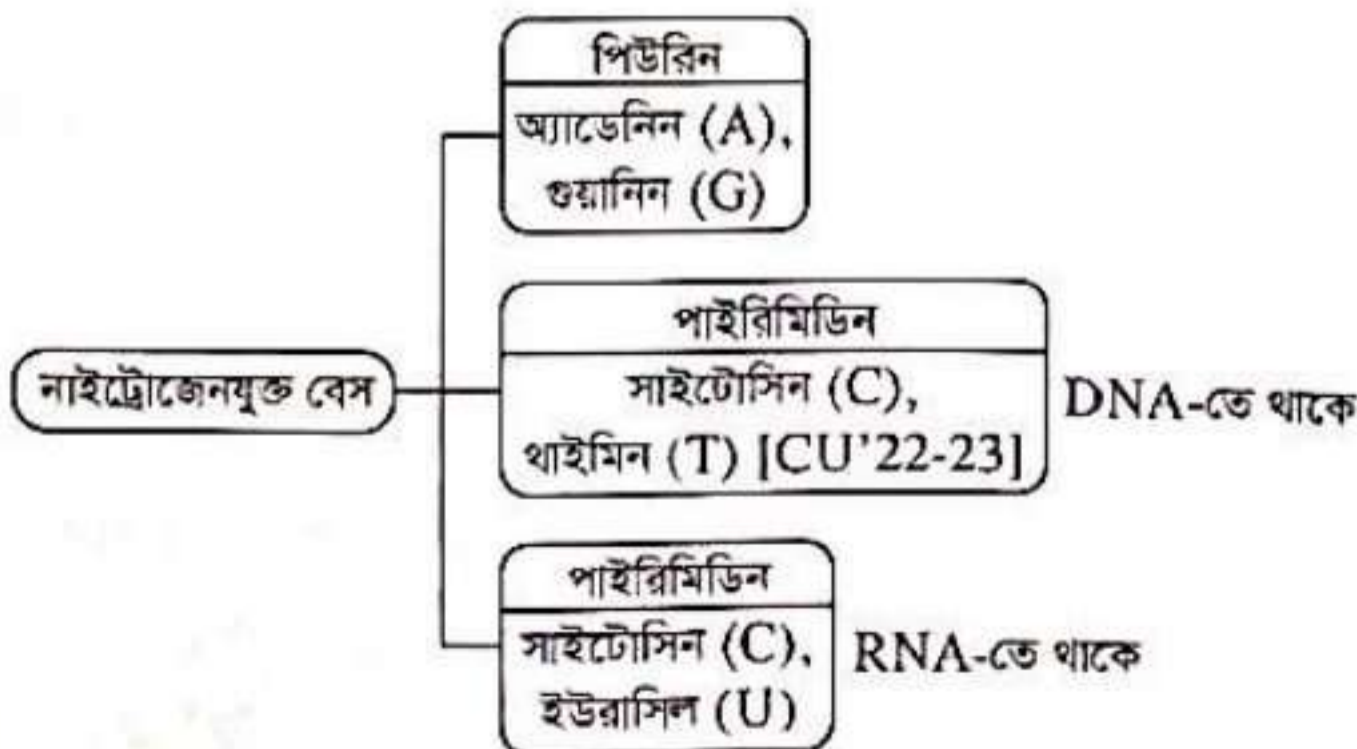 পিউরিন
অ্যাডেনিন (A),
গুয়ানিন (G)
নাইট্রোজেনযুক্ত বেস
পাইরিমিডিন
সাইটোসিন (C),
থাইমিন (T) [CU'22-23]
DNA-তে থাকে
পাইরিমিডিন
সাইটোসিন (C),
ইউরাসিল (U)
RNA-তে থাকে